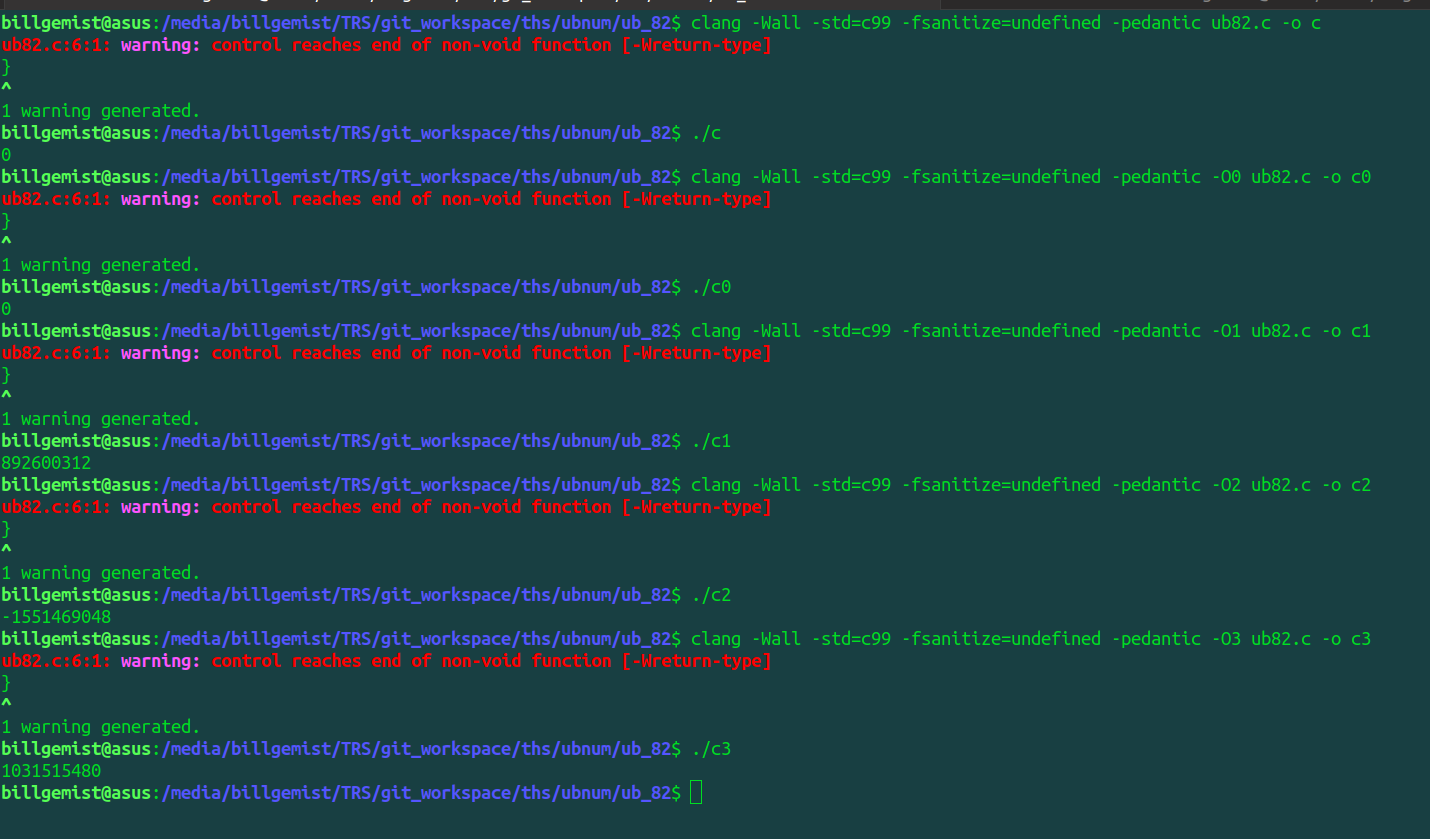 billgemist@asus:/media/billgemist/TRS/git_workspace/ths/ubnum/ub_82$ clang -Wall -std=c99 -fsanitize=undefined -pedantic ub82.c -o c
ub82.c:6:1: warning: control reaches end of non-void function [-Wreturn-type]
}
^
1 warning generated.
billgemist@asus:/media/billgemist/TRS/git_workspace/ths/ubnum/ub_82$ ./c
0
billgemist@asus:/media/billgemist/TRS/git_workspace/ths/ubnum/ub_82$ clang -Wall -std=c99 -fsanitize=undefined -pedantic -O0 ub82.c -o c0
ub82.c:6:1: warning: control reaches end of non-void function [-Wreturn-type]
}
^
1 warning generated.
billgemist@asus:/media/billgemist/TRS/git_workspace/ths/ubnum/ub_82$ ./c0
0
billgemist@asus:/media/billgemist/TRS/git_workspace/ths/ubnum/ub_82$ clang -Wall -std=c99 -fsanitize=undefined -pedantic -O1 ub82.c -o c1
ub82.c:6:1: warning: control reaches end of non-void function [-Wreturn-type]
}
^
1 warning generated.
billgemist@asus:/media/billgemist/TRS/git_workspace/ths/ubnum/ub_82$ ./c1
892600312
billgemist@asus:/media/billgemist/TRS/git_workspace/ths/ubnum/ub_82$ clang -Wall -std=c99 -fsanitize=undefined -pedantic -O2 ub82.c -o c2
ub82.c:6:1: warning: control reaches end of non-void function [-Wreturn-type]
}
^
1 warning generated.
billgemist@asus:/media/billgemist/TRS/git_workspace/ths/ubnum/ub_82$ ./c2
-1551469048
billgemist@asus:/media/billgemist/TRS/git_workspace/ths/ubnum/ub_82$ clang -Wall -std=c99 -fsanitize=undefined -pedantic -O3 ub82.c -o c3
ub82.c:6:1: warning: control reaches end of non-void function [-Wreturn-type]
}
^
1 warning generated.
billgemist@asus:/media/billgemist/TRS/git_workspace/ths/ubnum/ub_82$ ./c3
1031515480
billgemist@asus:/media/billgemist/TRS/git_workspace/ths/ubnum/ub_82$